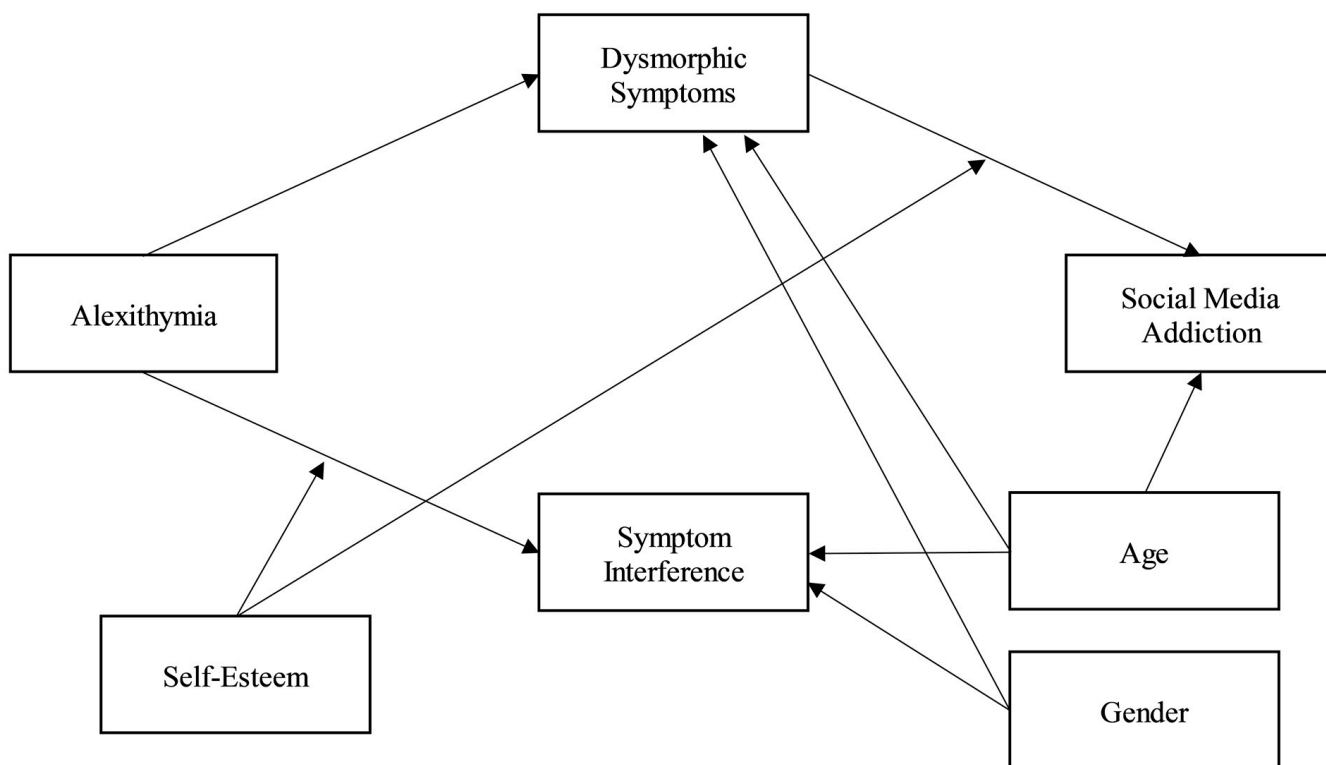 Dysmorphic
Symptoms
Alexithymia
Social Media
Addiction
Symptom
Interference
Age
Self-Esteem
Gender